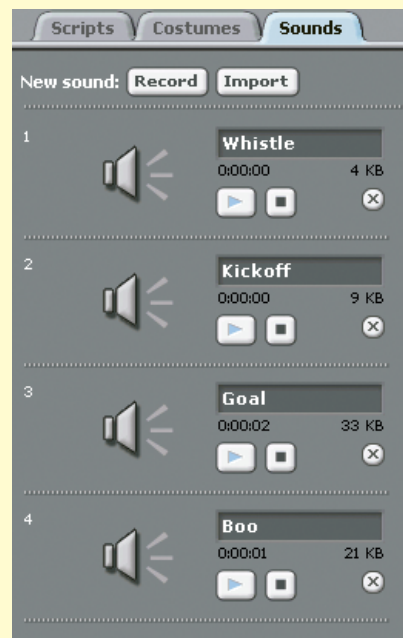 Scripts Costumes Sounds
New sound: Record Import
1
Whistle
0:00:00 4 KB
2
Kickoff
0:00:00 9 KB
3
Goal
0:00:02 33 KB
4
Boo
0:00:01 21 KB